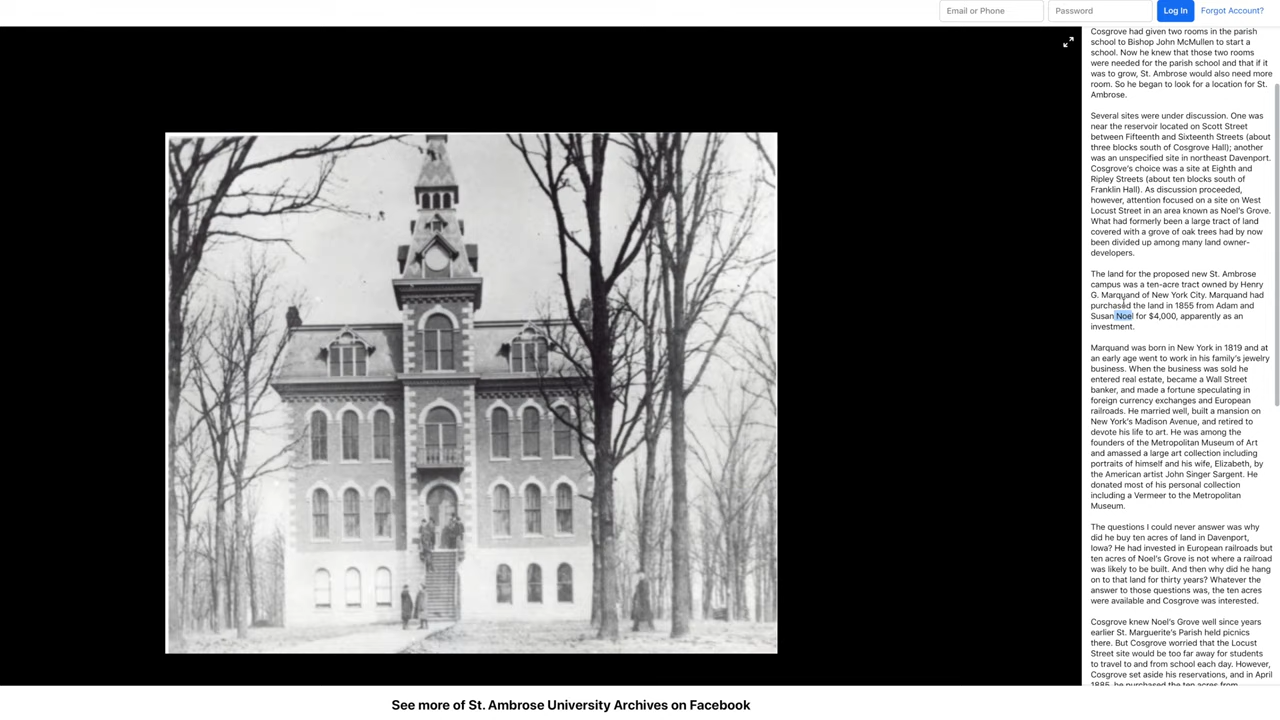 Email or Phone
Password
Log In
Forgot Account?
Cosgrove had given two rooms in the parish
school to Bishop John McMullen to start a
school. Now he knew that those two rooms
were needed for the parish school and that if it
was to grow, St. Ambrose would also need more
room. So he began to look for a location for St.
Ambrose.
Several sites were under discussion. One was
near the reservoir located on Scott Street
between Fifteenth and Sixteenth Streets (about
three blocks south of Cosgrove Hall); another
was an unspecified site in northeast Davenport.
Cosgrove's choice was a site at Eighth and
Ripley Streets (about ten blocks south of
Franklin Hall). As discussion proceeded,
however, attention focused on a site on West
Locust Street in an area known as Noel's Grove.
What had formerly been a large tract of land
covered with a grove of oak trees had by now
been divided up among many land owner-
developers.
The land for the proposed new St. Ambrose
campus was a ten-acre tract owned by Henry
G. Marquand of New York City. Marquand had
purchased the land in 1855 from Adam and
Susan Noel for $4,000, apparently as an
investment.
Marquand was born in New York in 1819 and at
an early age went to work in his family's jewelry
business. When the business was sold he
entered real estate, became a Wall Street
banker, and made a fortune speculating in
foreign currency exchanges and European
railroads. He married well, built a mansion on
New York's Madison Avenue, and retired to
devote his life to art. He was among the
founders of the Metropolitan Museum of Art
and amassed a large art collection including
portraits of himself and his wife, Elizabeth, by
the American artist John Singer Sargent. He
donated most of his personal collection
including a Vermeer to the Metropolitan
Museum.
The questions I could never answer was why
did he buy ten acres of land in Davenport,
Iowa? He had invested in European railroads but
ten acres of Noel's Grove is not where a railroad
was likely to be built. And then why did he hang
on to that land for thirty years? Whatever the
answer to those questions was, the ten acres
were available and Cosgrove was interested.
Cosgrove knew Noel's Grove well since years
earlier St. Marguerite's Parish held picnics
there. But Cosgrove worried that the Locust
Street site would be too far away for students
to travel to and from school each day. However,
Cosgrove set aside his reservations, and in April
1885, he purchased the ten acres from
See more of St. Ambrose University Archives on Facebook